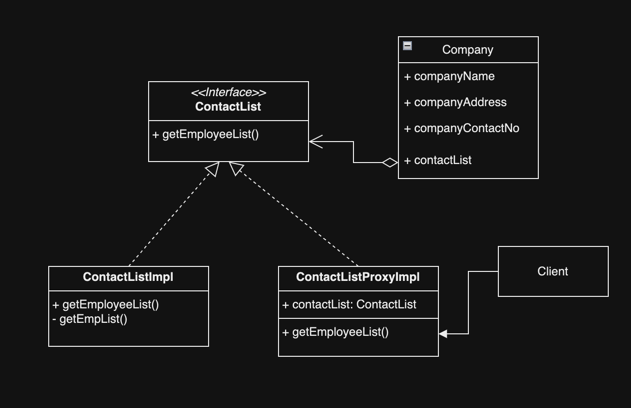 <<Interface>>
ContactList
+ getEmployeeList()
Company
+ companyName
+ companyAddress
+ companyContactNo
+ contactList
ContactListImpl
+ getEmployeeList()
- getEmpList()
ContactListProxyImpl
+ contactList: ContactList
+ getEmployeeList()
Client